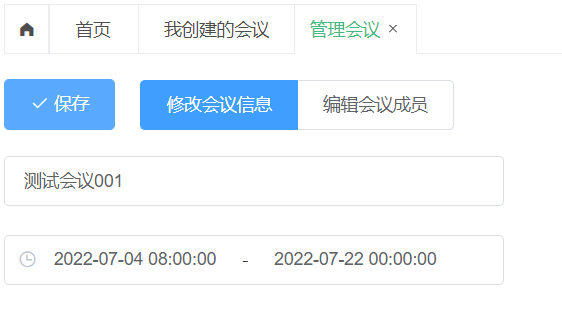 首页 我创建的会议 管理会议 ×
保存 修改会议信息 编辑会议成员
测试会议001
2022-07-04 08:00:00 - 2022-07-22 00:00:00